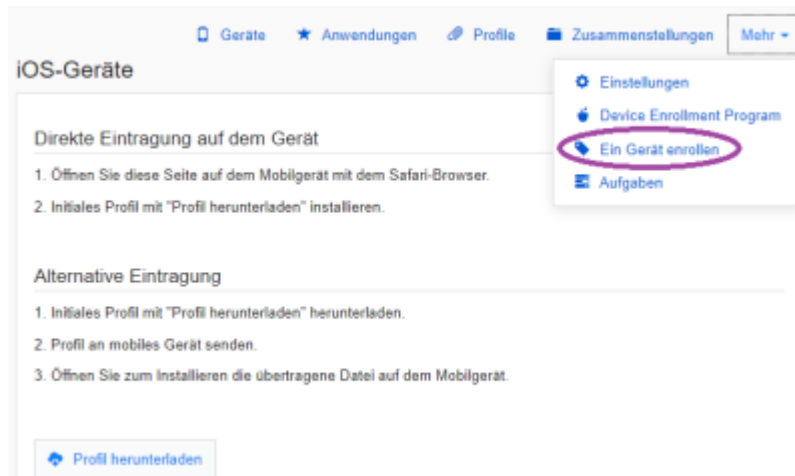 Geräte Anwendungen Profile Zusammenstellungen Mehr
iOS-Geräte
Einstellungen
Device Enrollment Program
Ein Gerät enrollen
Aufgaben
Direkte Eintragung auf dem Gerät
1. Öffnen Sie diese Seite auf dem Mobilgerät mit dem Safari-Browser.
2. Initiales Profil mit "Profil herunterladen" installieren.
Alternative Eintragung
1. Initiales Profil mit "Profil herunterladen" herunterladen.
2. Profil an mobiles Gerät senden.
3. Öffnen Sie zum Installieren die übertragene Datei auf dem Mobilgerät.
Profil herunterladen